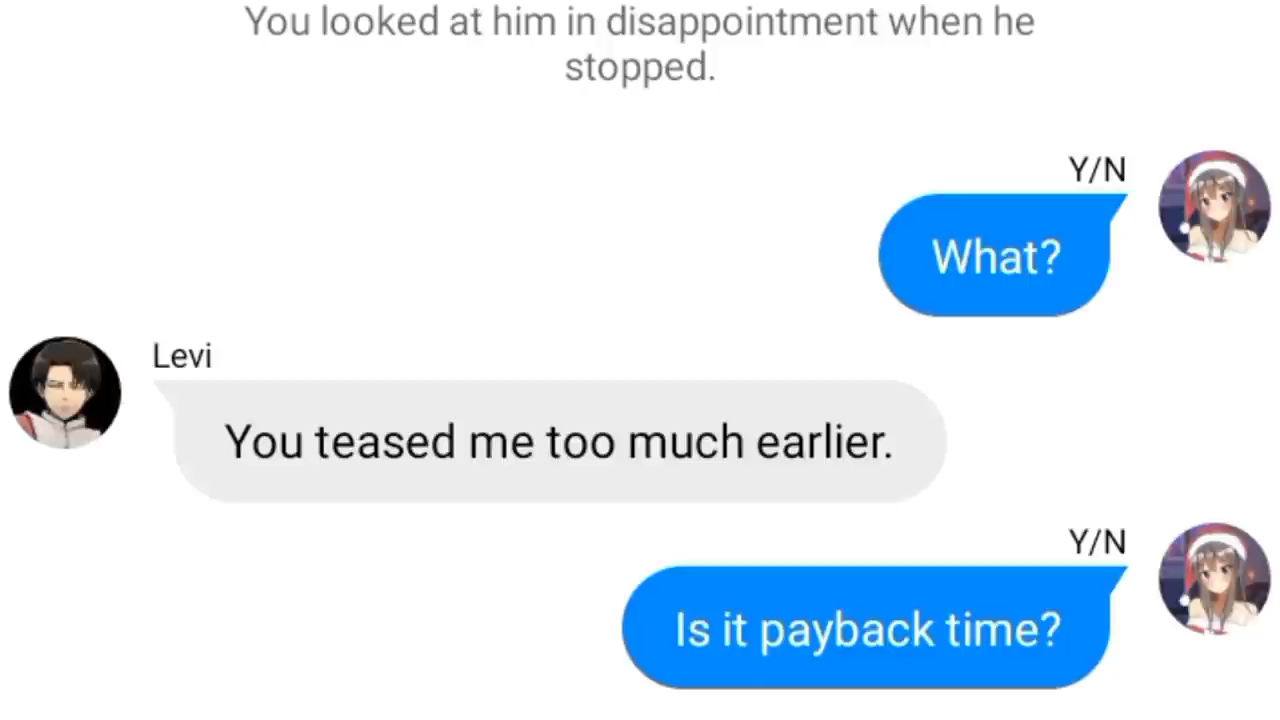 You looked at him in disappointment when he
stopped.
Y/N
What?
Levi
You teased me too much earlier.
Y/N
Is it payback time?